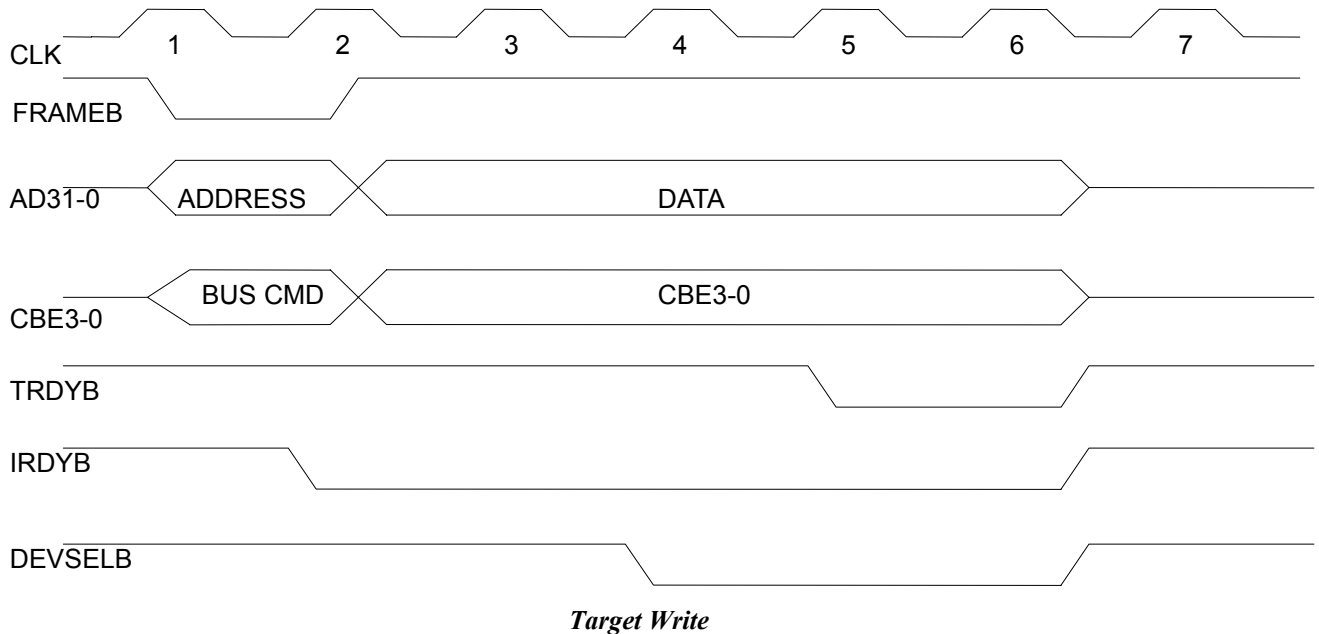 1 2 3 4 5 6 7
CLK
FRAMEB
AD31-0 ADDRESS DATA
BUS CMD CBE3-0
CBE3-0
TRDYB
IRDYB
DEVSELB
Target Write